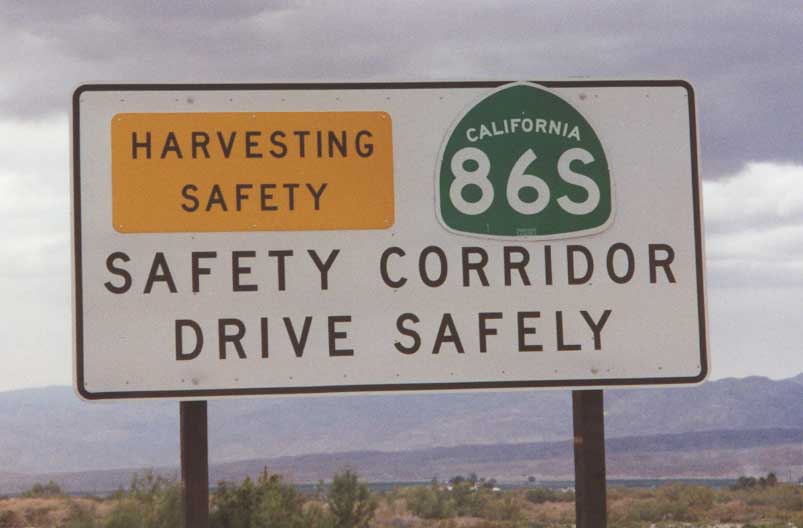 HARVESTING
SAFETY
CALIFORNIA
86S
SAFETY CORRIDOR
DRIVE SAFELY